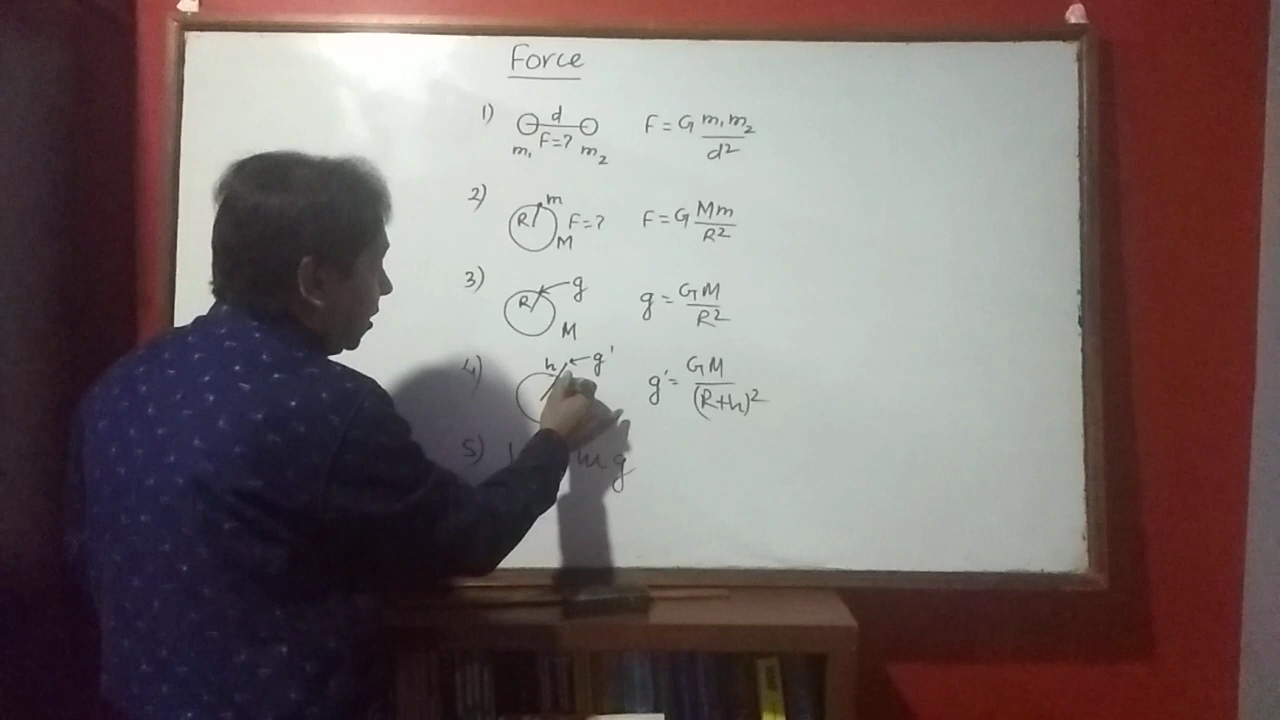 Force
1) d F = G m₁m₂/d²
F=?
m₁ m₂
2) R m F=? M F = G Mm/R²
3) R g M g = GM/R²
4) h g' g' = GM/(R+h)²
5) mg